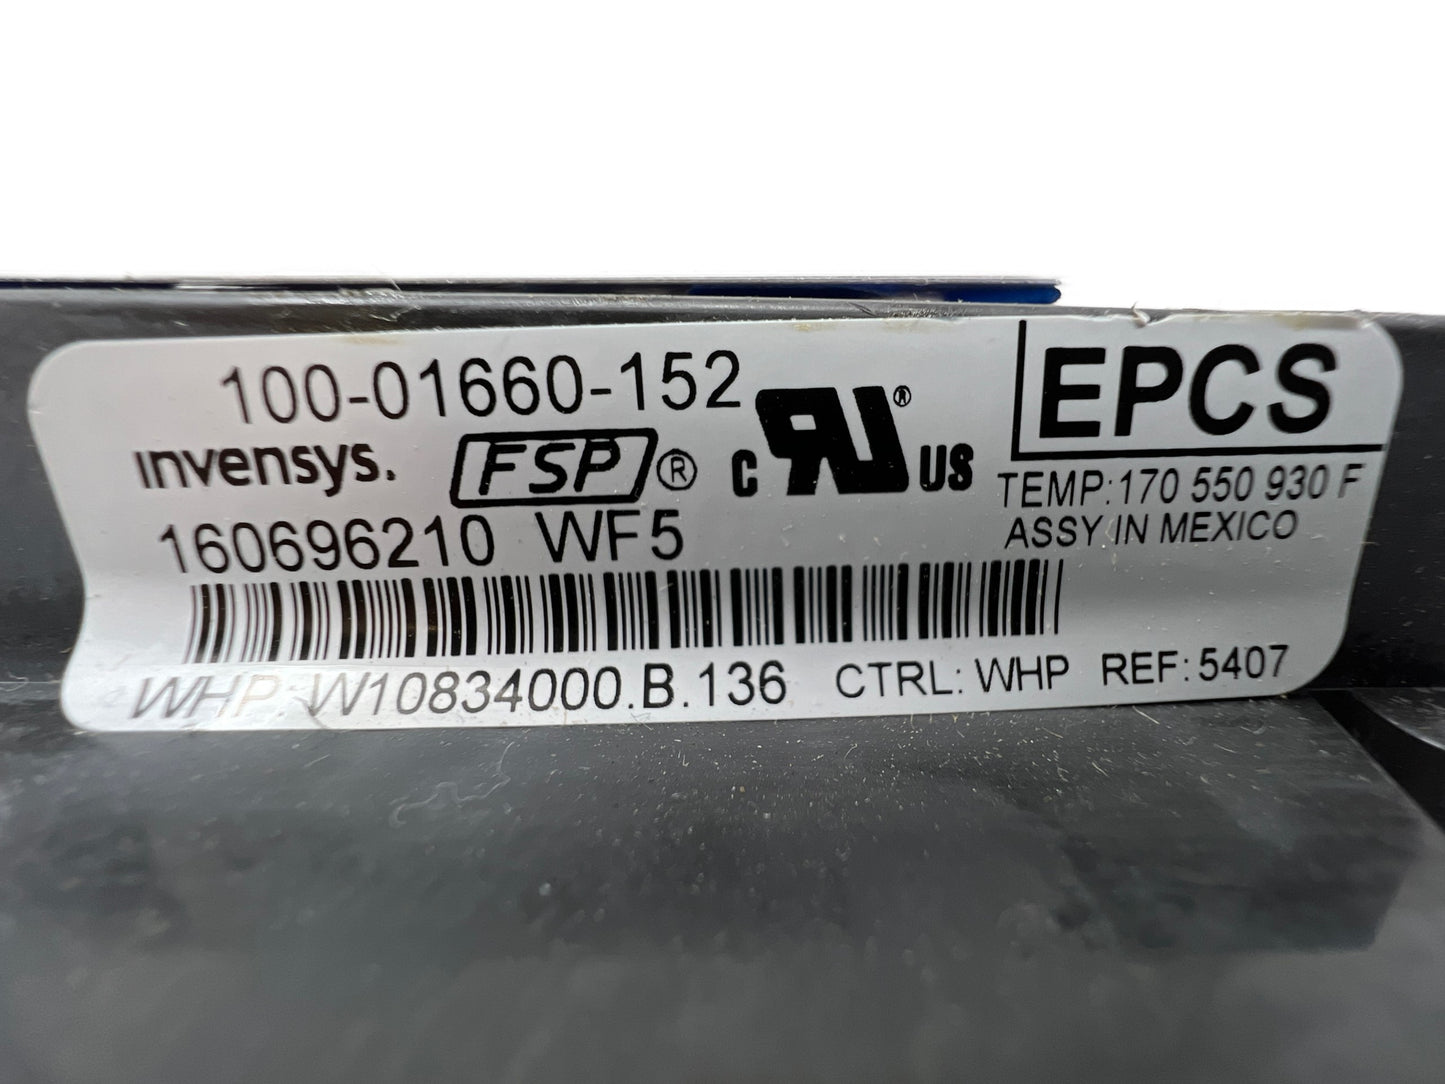 100-01660-152
invensys. FSP® c RU® US
EPCS
TEMP:170 550 930 F
ASSY IN MEXICO
160696210 WF5
WHP: W10834000.B.136 CTRL: WHP REF: 5407